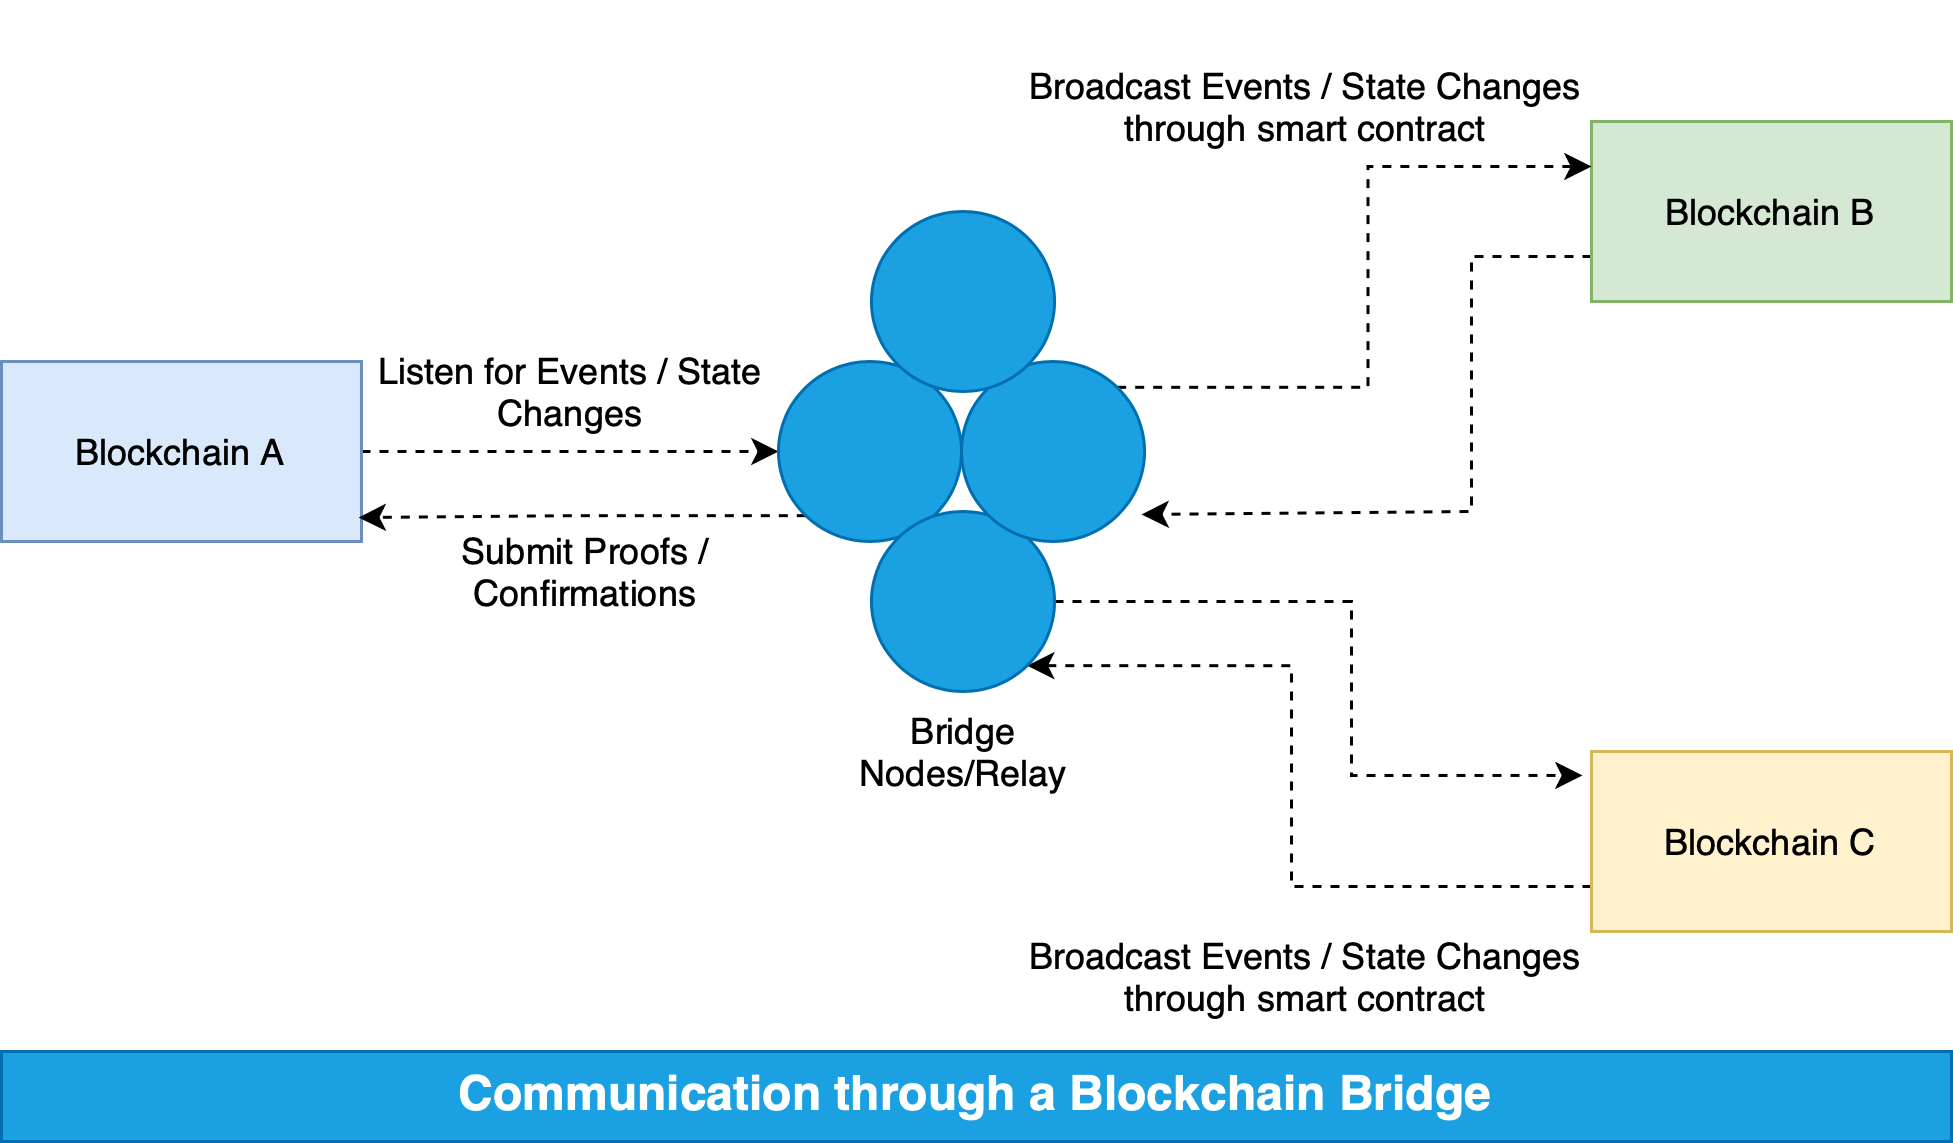 Broadcast Events / State Changes
through smart contract
Blockchain B
Listen for Events / State
Changes
Blockchain A
Submit Proofs /
Confirmations
Bridge
Nodes/Relay
Blockchain C
Broadcast Events / State Changes
through smart contract
Communication through a Blockchain Bridge